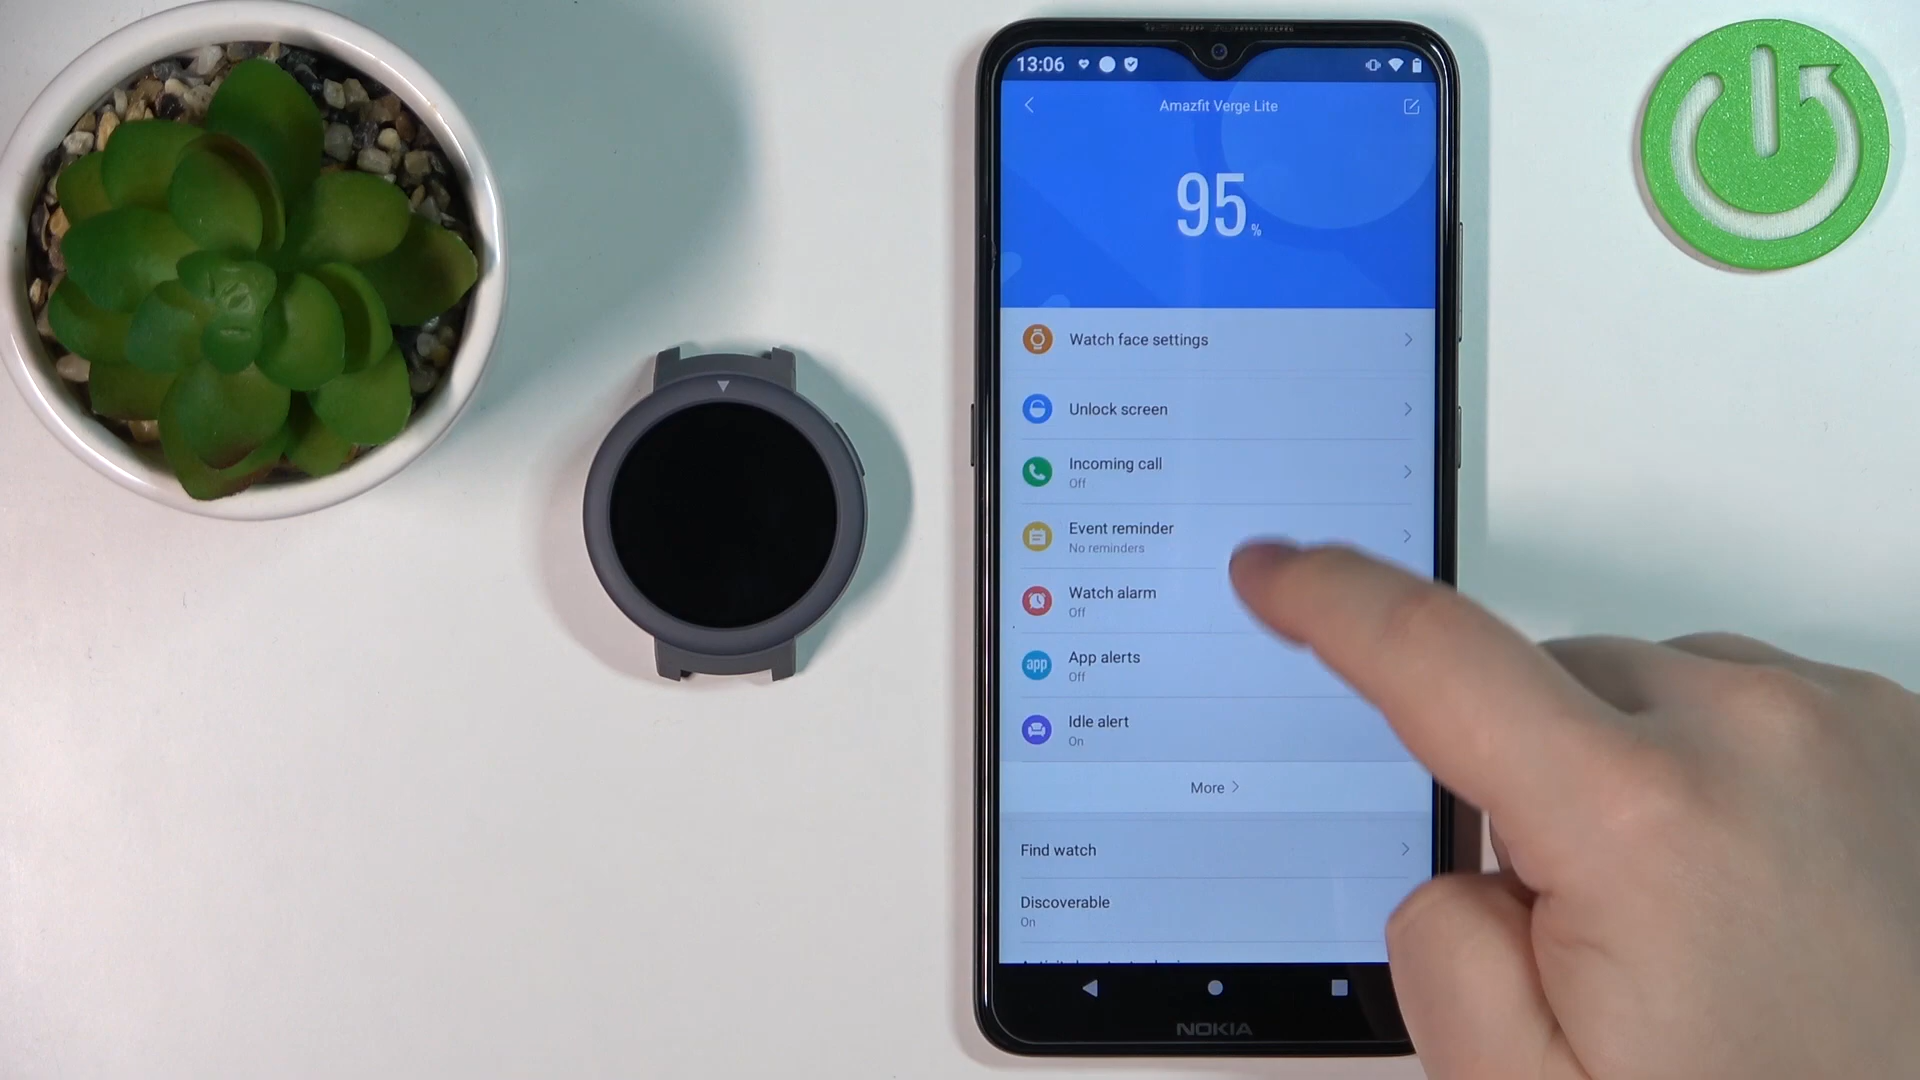 13:06
Amazfit Verge Lite
95%
Watch face settings
Unlock screen
Incoming call
Off
Event reminder
No reminders
Watch alarm
Off
app
App alerts
Off
Idle alert
On
More
Find watch
Discoverable
On
NOKIA